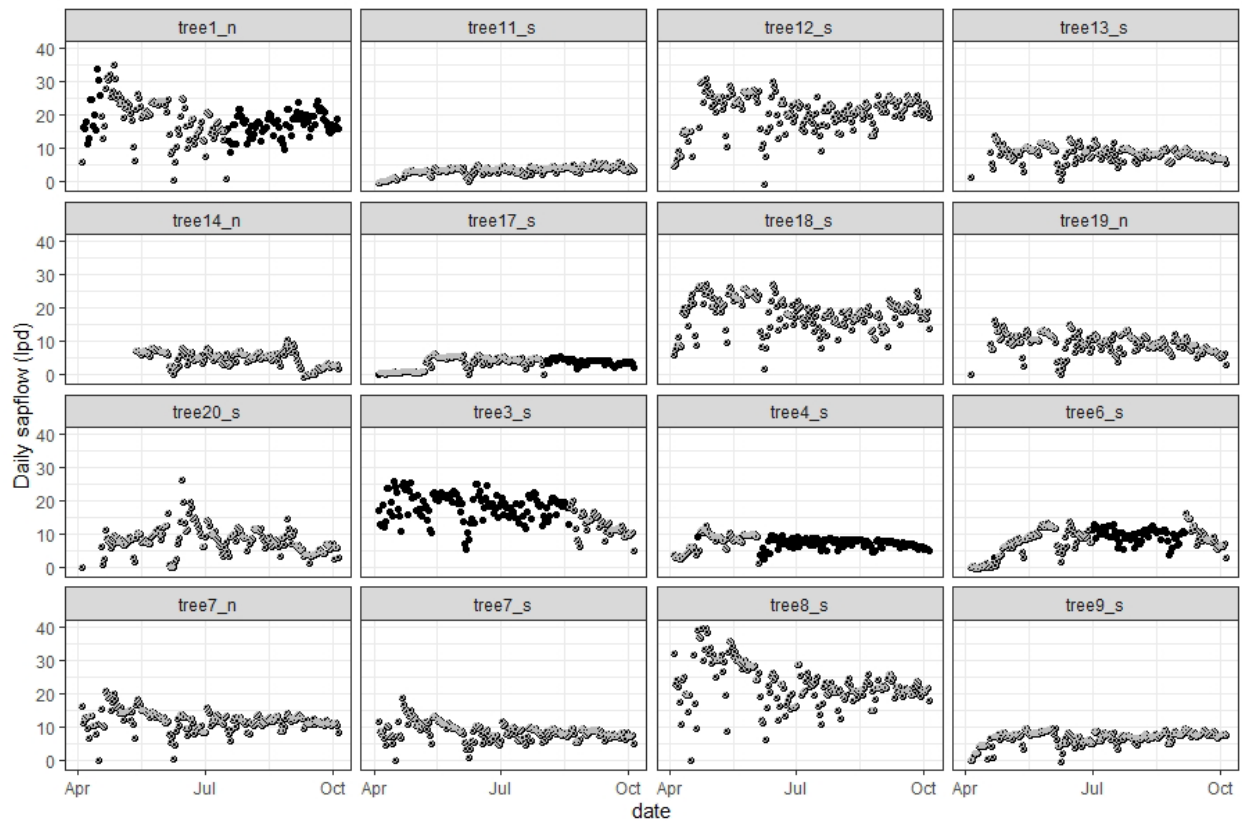 tree1_n tree11_s tree12_s tree13_s
40
30
20
10
0
tree14_n tree17_s tree18_s tree19_n
40
30
20
10
0
tree20_s tree3_s tree4_s tree6_s
40
30
20
10
0
tree7_n tree7_s tree8_s tree9_s
40
30
20
10
0
Daily sapflow (lpd)
Apr Jul Oct Apr Jul Oct Apr Jul Oct Apr Jul Oct
date